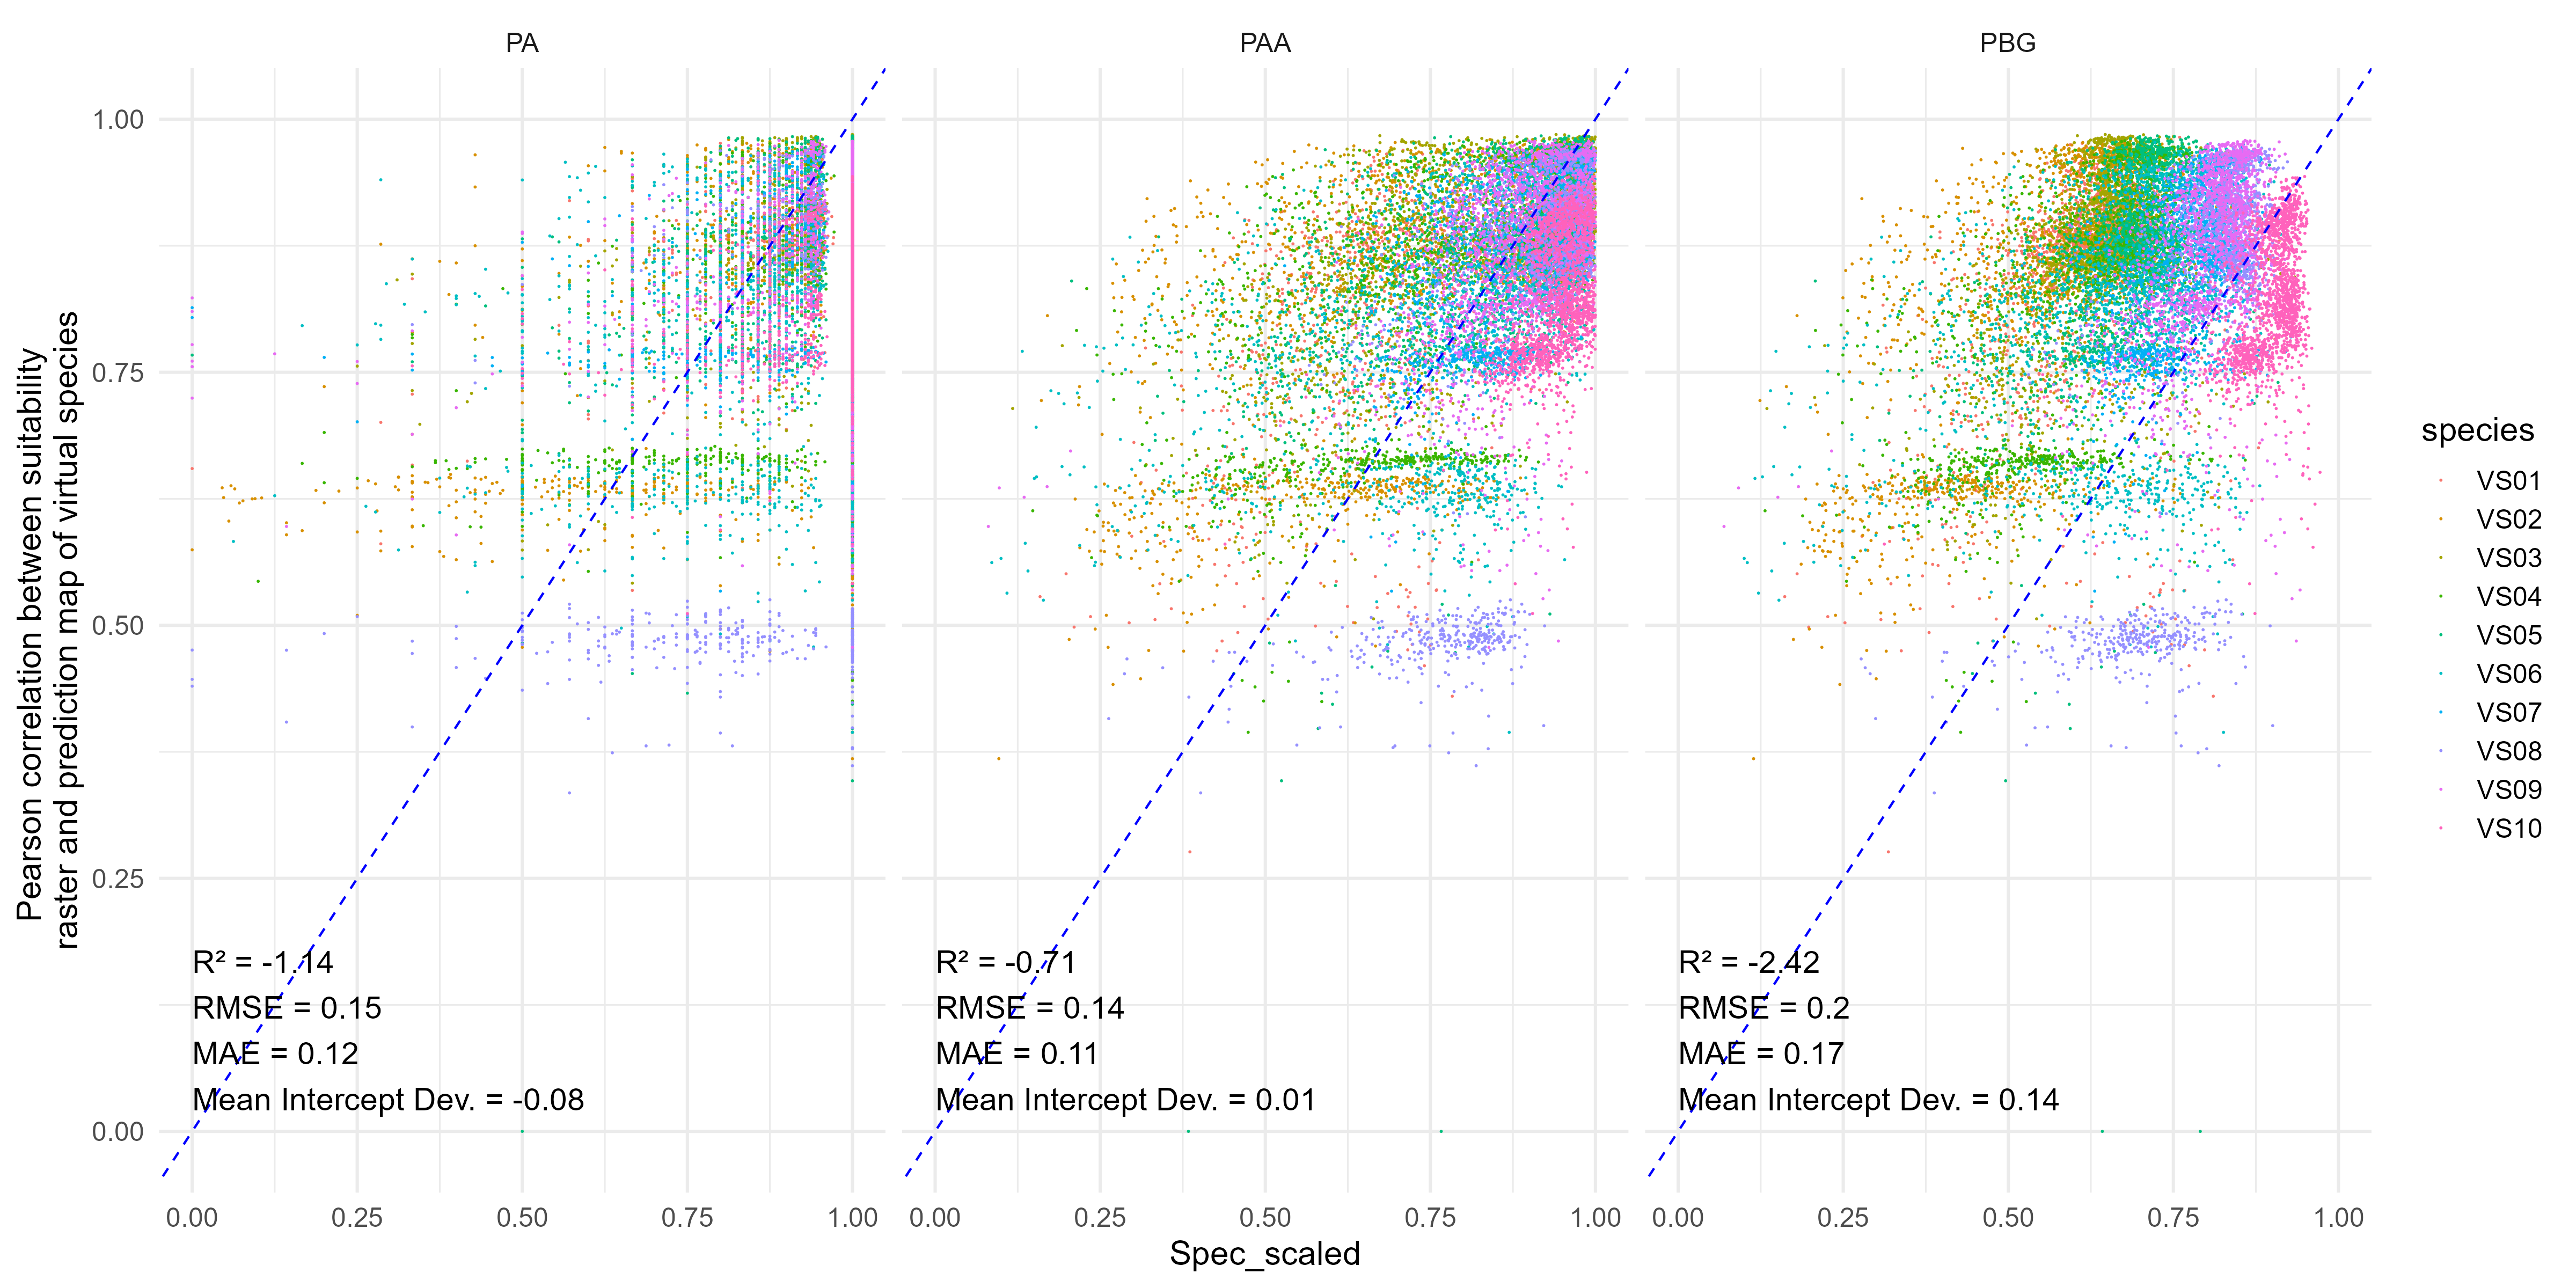 PA
PAA
PBG
Pearson correlation between suitability
raster and prediction map of virtual species
1.00
0.75
0.50
0.25
0.00
R² = -1.14
RMSE = 0.15
MAE = 0.12
Mean Intercept Dev. = -0.08
R² = -0.71
RMSE = 0.14
MAE = 0.11
Mean Intercept Dev. = 0.01
R² = -2.42
RMSE = 0.2
MAE = 0.17
Mean Intercept Dev. = 0.14
0.00 0.25 0.50 0.75 1.00
0.00 0.25 0.50 0.75 1.00
0.00 0.25 0.50 0.75 1.00
Spec_scaled
species
VS01
VS02
VS03
VS04
VS05
VS06
VS07
VS08
VS09
VS10